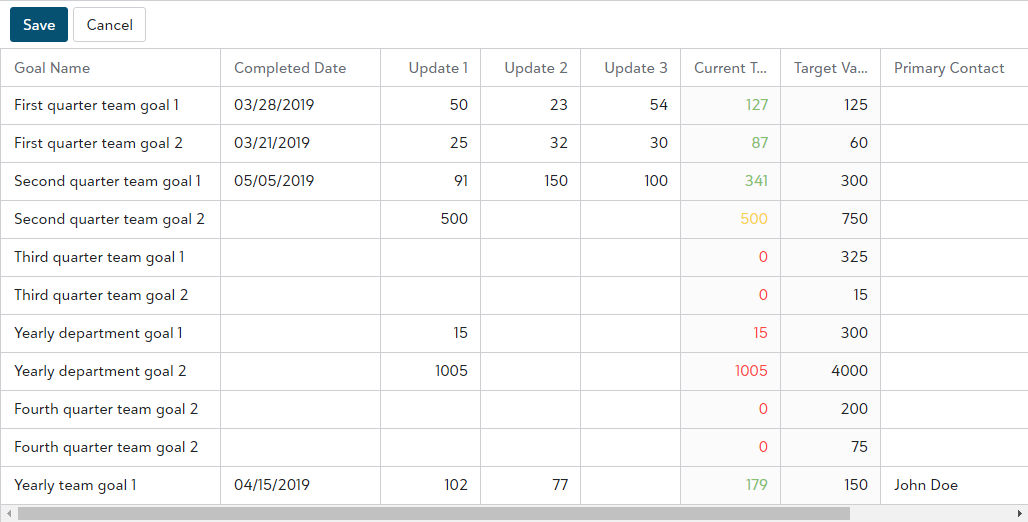 Save Cancel
Goal Name Completed Date Update 1 Update 2 Update 3 Current T... Target Va... Primary Contact
First quarter team goal 1 03/28/2019 50 23 54 127 125
First quarter team goal 2 03/21/2019 25 32 30 87 60
Second quarter team goal 1 05/05/2019 91 150 100 341 300
Second quarter team goal 2 500 500 750
Third quarter team goal 1 0 325
Third quarter team goal 2 0 15
Yearly department goal 1 15 15 300
Yearly department goal 2 1005 1005 4000
Fourth quarter team goal 2 0 200
Fourth quarter team goal 2 0 75
Yearly team goal 1 04/15/2019 102 77 179 150 John Doe